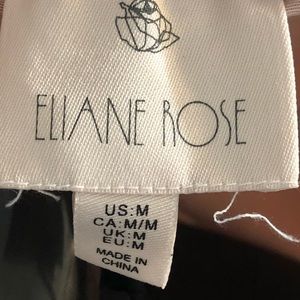 ELIANE ROSE
US:M
CA:M/M
UK:M
EU:M
MADE IN
CHINA